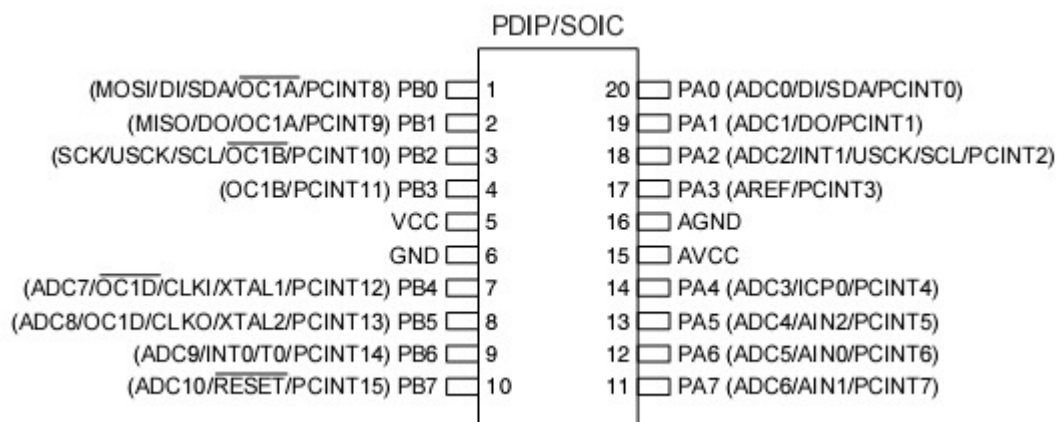 PDIP/SOIC
(MOSI/DI/SDA/OC1A/PCINT8) PB0 1 20 PA0 (ADC0/DI/SDA/PCINT0)
(MISO/DO/OC1A/PCINT9) PB1 2 19 PA1 (ADC1/DO/PCINT1)
(SCK/USCK/SCL/OC1B/PCINT10) PB2 3 18 PA2 (ADC2/INT1/USCK/SCL/PCINT2)
(OC1B/PCINT11) PB3 4 17 PA3 (AREF/PCINT3)
VCC 5 16 AGND
GND 6 15 AVCC
(ADC7/OC1D/CLKI/XTAL1/PCINT12) PB4 7 14 PA4 (ADC3/ICP0/PCINT4)
(ADC8/OC1D/CLKO/XTAL2/PCINT13) PB5 8 13 PA5 (ADC4/AIN2/PCINT5)
(ADC9/INT0/T0/PCINT14) PB6 9 12 PA6 (ADC5/AIN0/PCINT6)
(ADC10/RESET/PCINT15) PB7 10 11 PA7 (ADC6/AIN1/PCINT7)